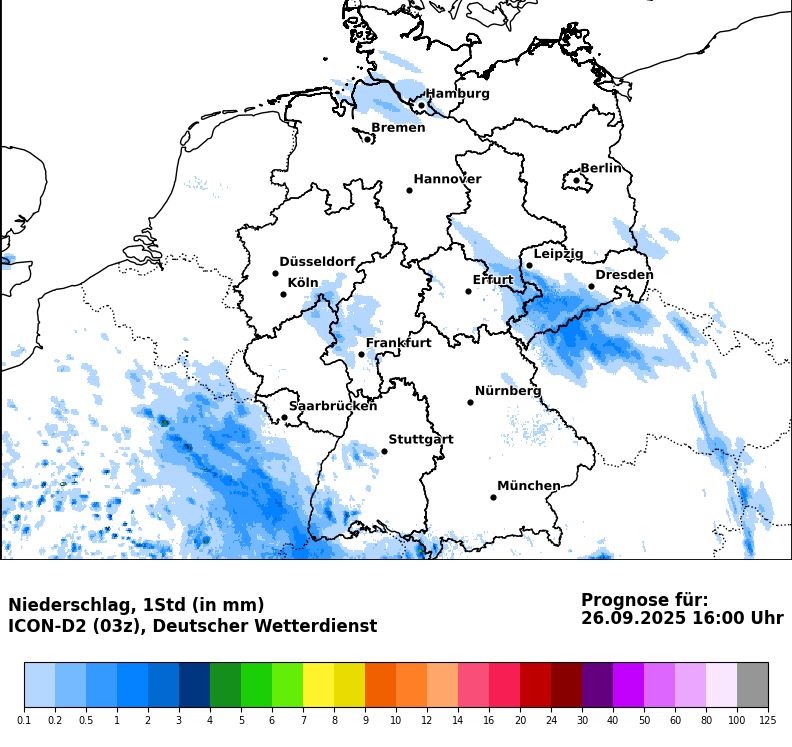 Hamburg
Bremen
Berlin
Hannover
Leipzig
Düsseldorf
Dresden
Köln
Erfurt
Frankfurt
Nürnberg
Saarbrücken
Stuttgart
München
Niederschlag, 1Std (in mm)
ICON-D2 (03z), Deutscher Wetterdienst
Prognose für:
26.09.2025 16:00 Uhr
0.1 0.2 0.5 1 2 3 4 5 6 7 8 9 10 12 14 16 20 24 30 40 50 60 80 100 125